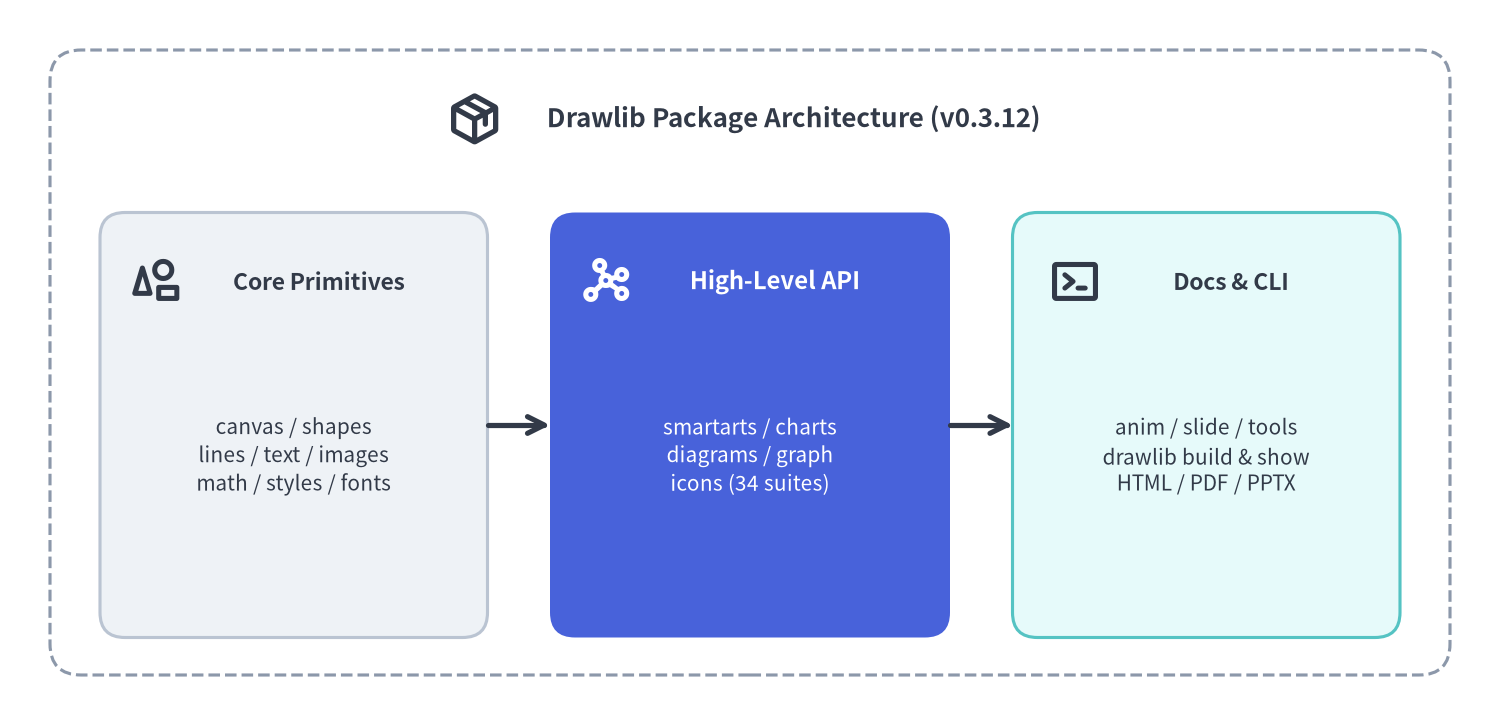 Drawlib Package Architecture (v0.3.12)
Core Primitives
canvas / shapes
lines / text / images
math / styles / fonts
High-Level API
smartarts / charts
diagrams / graph
icons (34 suites)
Docs & CLI
anim / slide / tools
drawlib build & show
HTML / PDF / PPTX